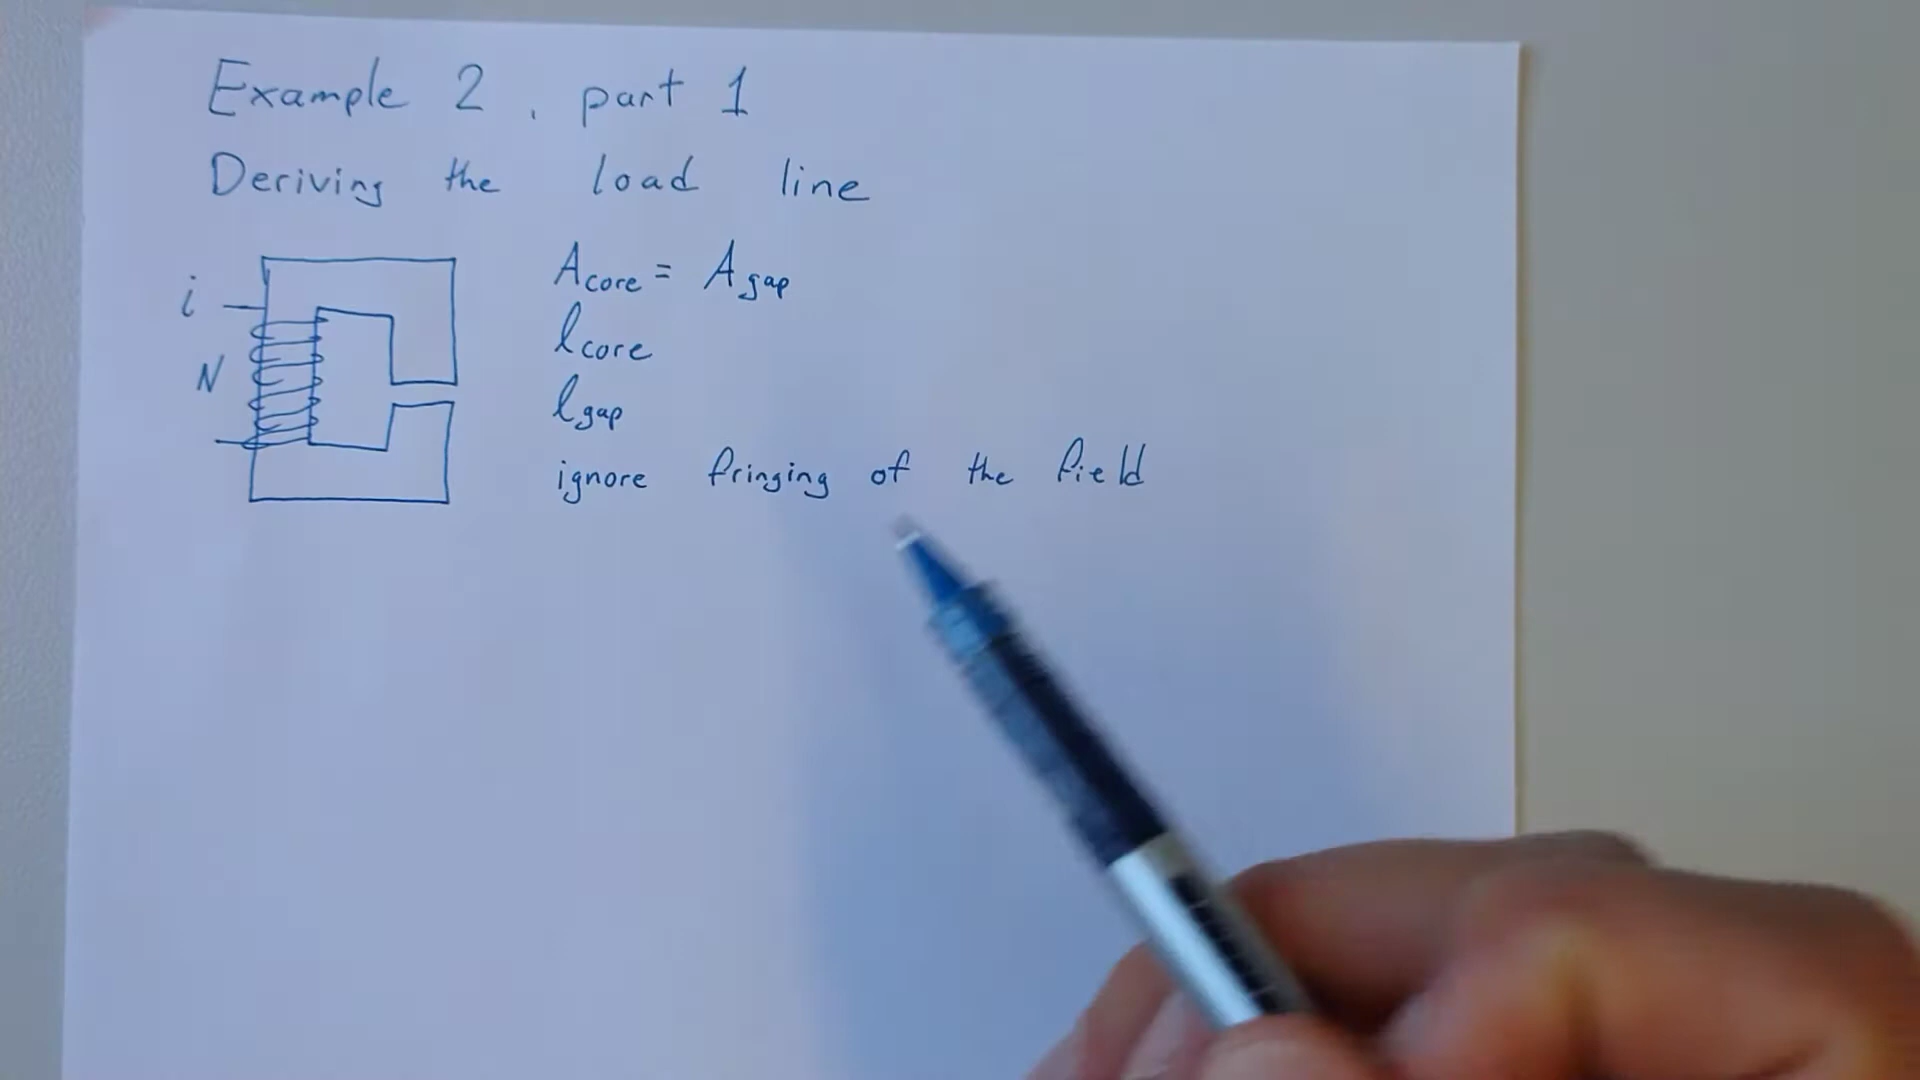 Example 2, part 1
Deriving the load line
i
N
Acore = Agap
lcore
lgap
ignore fringing of the field